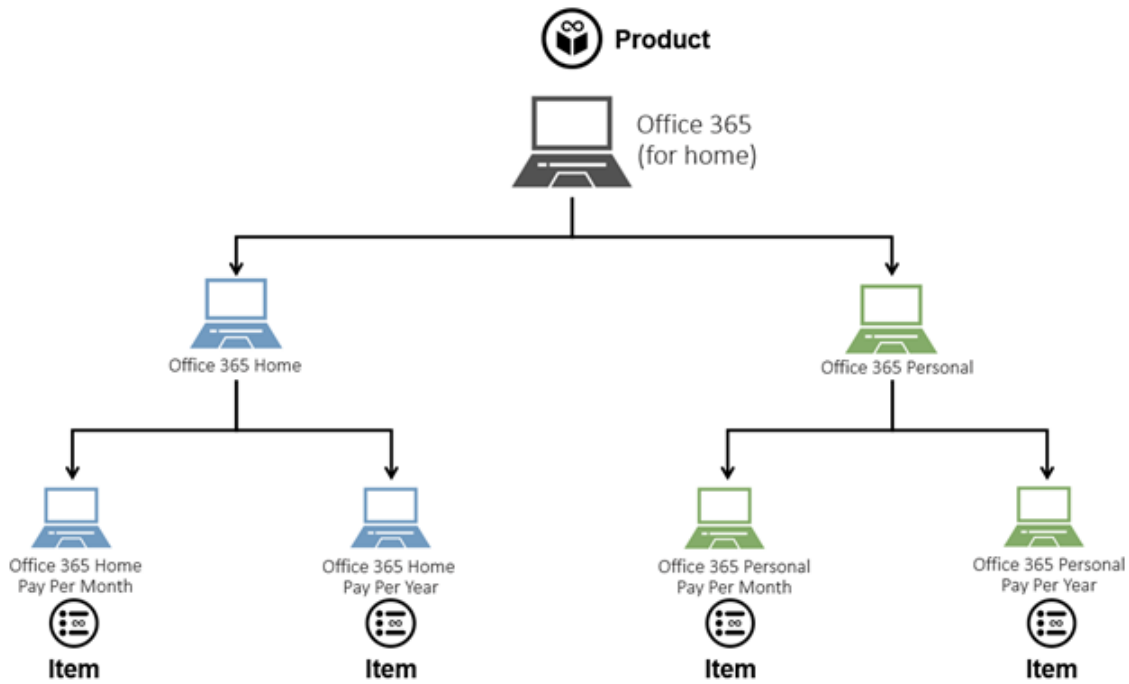 Product
Office 365
(for home)
Office 365 Home
Office 365 Personal
Office 365 Home
Pay Per Month
Office 365 Home
Pay Per Year
Office 365 Personal
Pay Per Month
Office 365 Personal
Pay Per Year
Item
Item
Item
Item